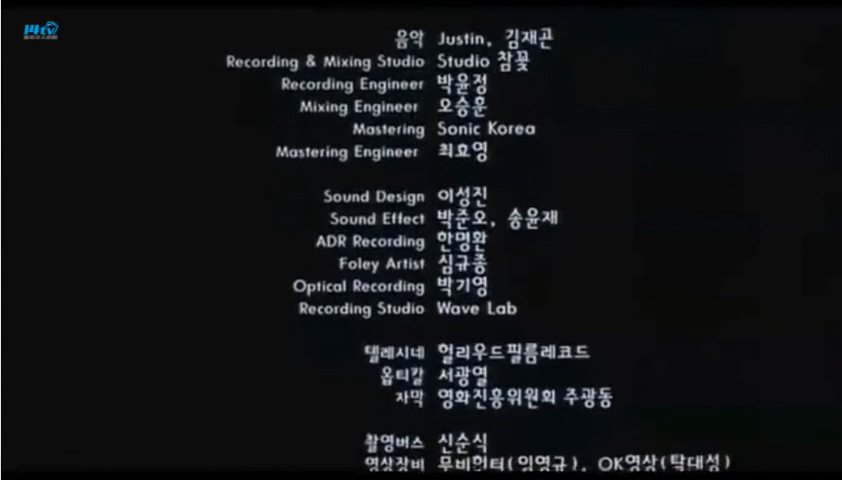 14tv
음악 Justin, 김재곤
Recording & Mixing Studio Studio 참꽃
Recording Engineer 박윤정
Mixing Engineer 오승훈
Mastering Sonic Korea
Mastering Engineer 최효영
Sound Design 이성진
Sound Effect 박준오, 송윤재
ADR Recording 한명환
Foley Artist 심규종
Optical Recording 박기영
Recording Studio Wave Lab
텔레시네 헐리우드필름레코드
옵티칼 서광열
자막 영화진흥위원회 주광동
촬영버스 신순식
영상장비 무비헌터(임영규), OK영상(탁대성)